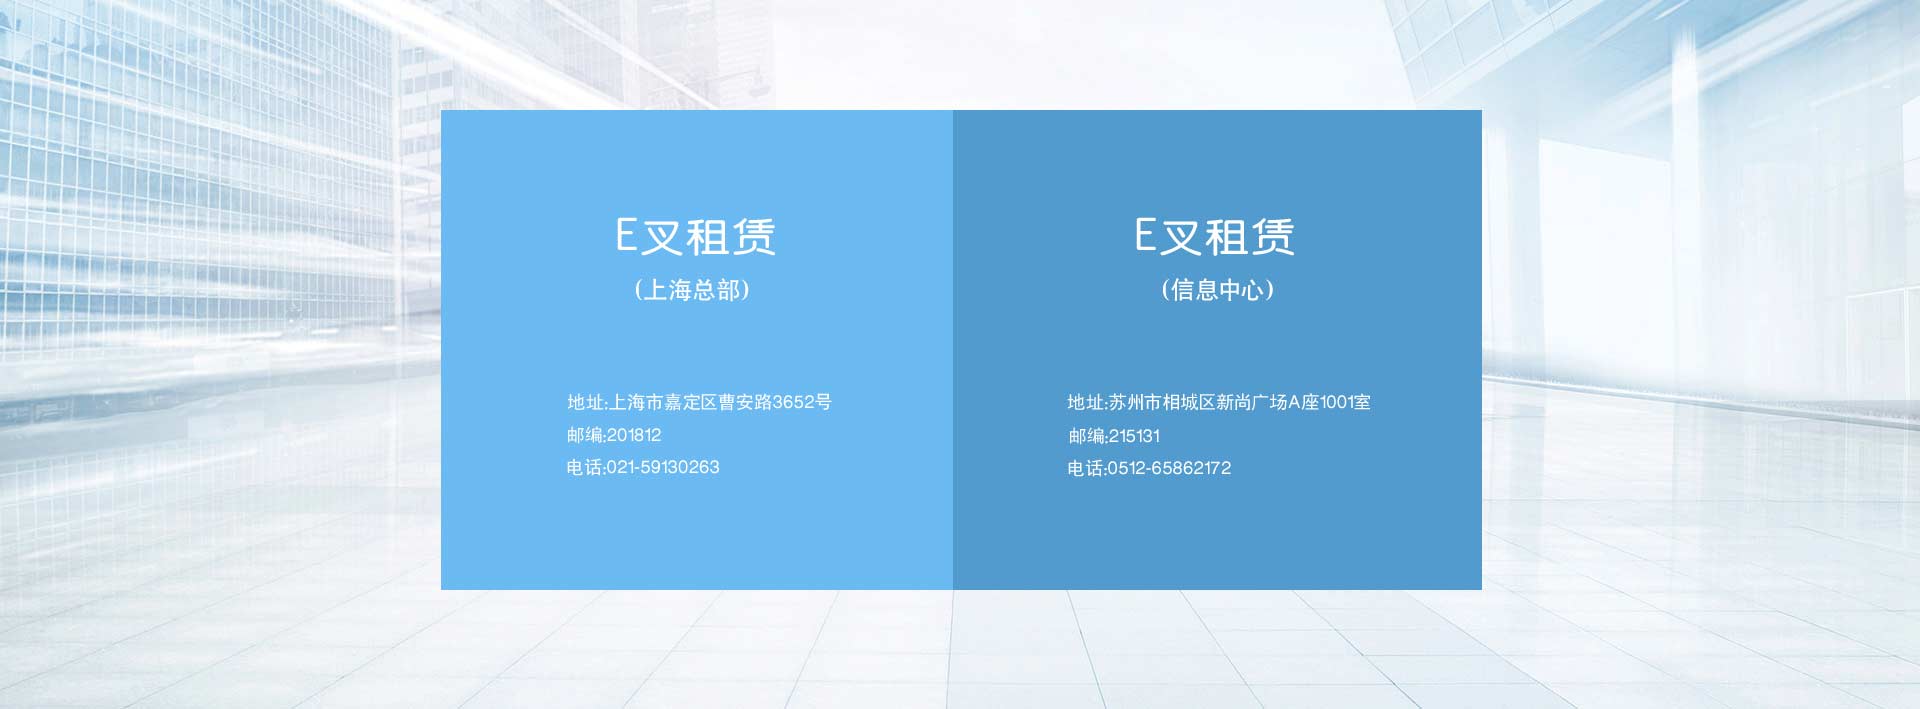 E叉租赁
(上海总部)
地址:上海市嘉定区曹安路3652号
邮编:201812
电话:021-59130263
E叉租赁
(信息中心)
地址:苏州市相城区新尚广场A座1001室
邮编:215131
电话:0512-65862172